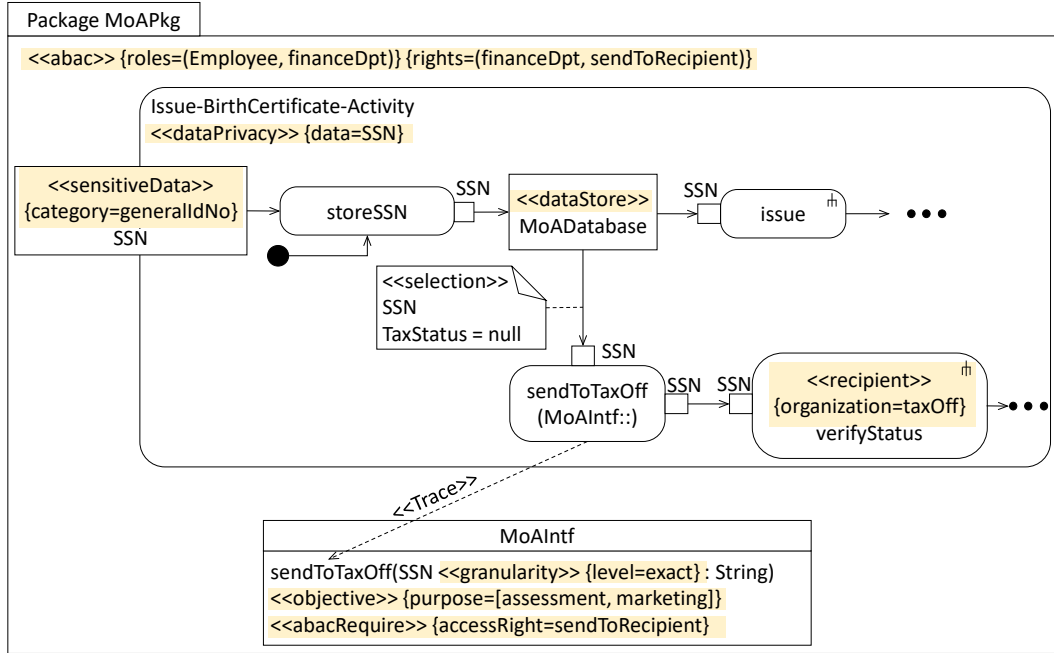 Package MoAPkg
<<abac>> {roles=(Employee, financeDpt)} {rights=(financeDpt, sendToRecipient)}
Issue-BirthCertificate-Activity
<<dataPrivacy>> {data=SSN}
<<sensitiveData>>
{category=generalIdNo}
SSN
storeSSN
SSN
<<dataStore>>
MoADatabase
SSN
issue
<<selection>>
SSN
TaxStatus = null
SSN
sendToTaxOff
(MoAIntf::)
SSN
SSN
<<recipient>>
{organization=taxOff}
verifyStatus
<<Trace>>
MoAIntf
sendToTaxOff(SSN <<granularity>> {level=exact} : String)
<<objective>> {purpose=[assessment, marketing]}
<<abacRequire>> {accessRight=sendToRecipient}